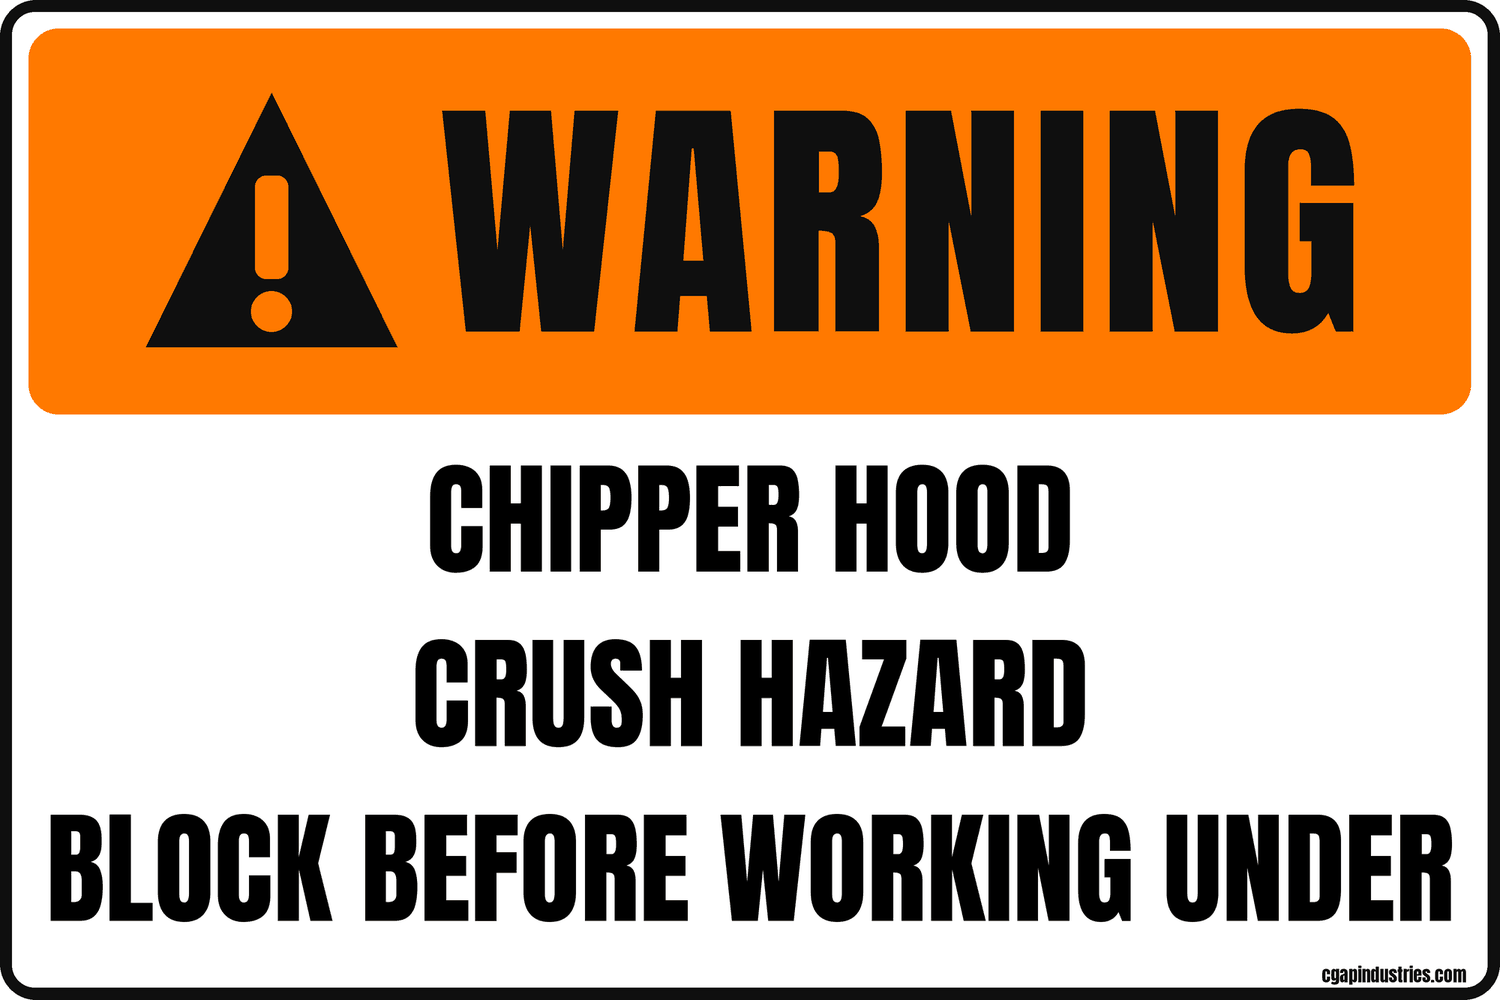 WARNING
CHIPPER HOOD
CRUSH HAZARD
BLOCK BEFORE WORKING UNDER
cgapindustries.com